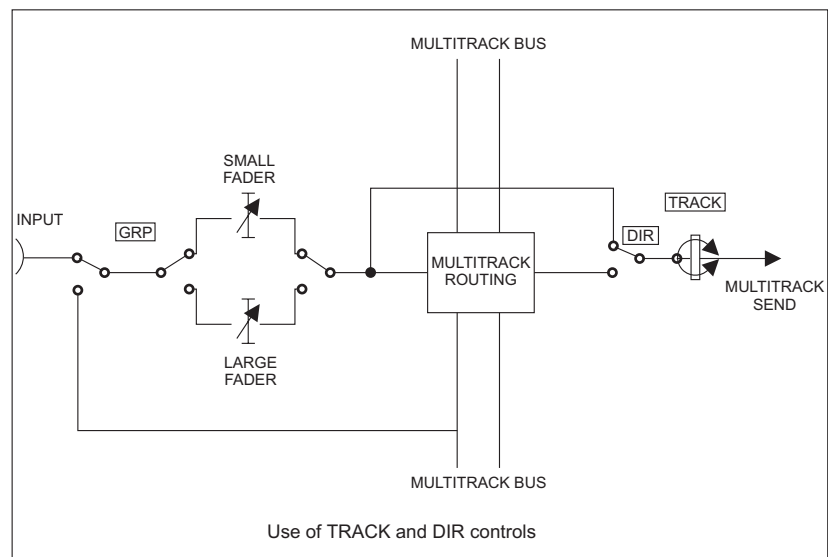 MULTITRACK BUS
SMALL
FADER
TRACK
INPUT
GRP
DIR
MULTITRACK
ROUTING
MULTITRACK
SEND
LARGE
FADER
MULTITRACK BUS
Use of TRACK and DIR controls